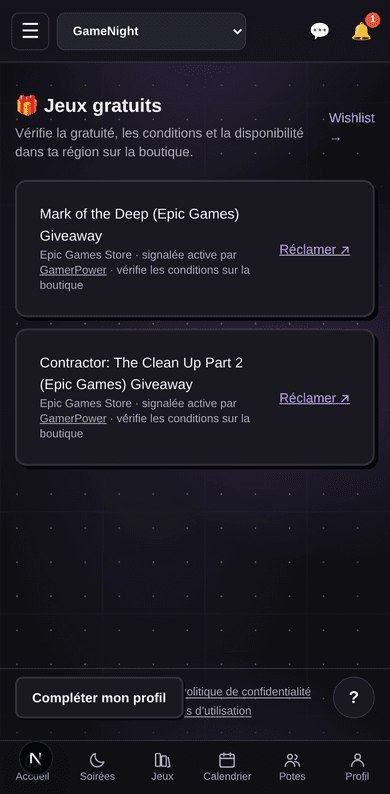 GameNight
1
🎁 Jeux gratuits
Vérifie la gratuité, les conditions et la disponibilité
dans ta région sur la boutique.
Wishlist
→
Mark of the Deep (Epic Games)
Giveaway
Epic Games Store · signalée active par
GamerPower · vérifie les conditions sur la
boutique
Réclamer ↗
Contractor: The Clean Up Part 2
(Epic Games) Giveaway
Epic Games Store · signalée active par
GamerPower · vérifie les conditions sur la
boutique
Réclamer ↗
Compléter mon profil
olitique de confidentialité
s d'utilisation
?
N
Accueil
Soirées
Jeux
Calendrier
Potes
Profil